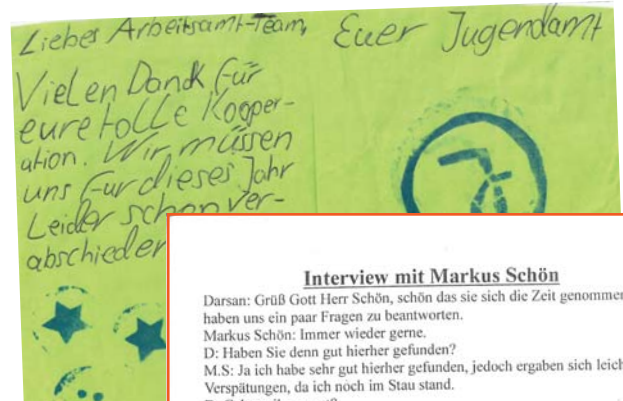 Liebes Arbeitsamt-Team,
Vielen Dank für
eure tolle Kooper-
ation. Wir müssen
uns für dieses Jahr
Leider schon ver-
abschieden
Euer Jugendamt
Interview mit Markus Schön
Darsan: Grüß Gott Herr Schön, schön das sie sich die Zeit genommen
haben uns ein paar Fragen zu beantworten.
Markus Schön: Immer wieder gerne.
D: Haben Sie denn gut hierher gefunden?
M.S: Ja ich habe sehr gut hierher gefunden, jedoch ergaben sich leich
Verspätungen, da ich noch im Stau stand.